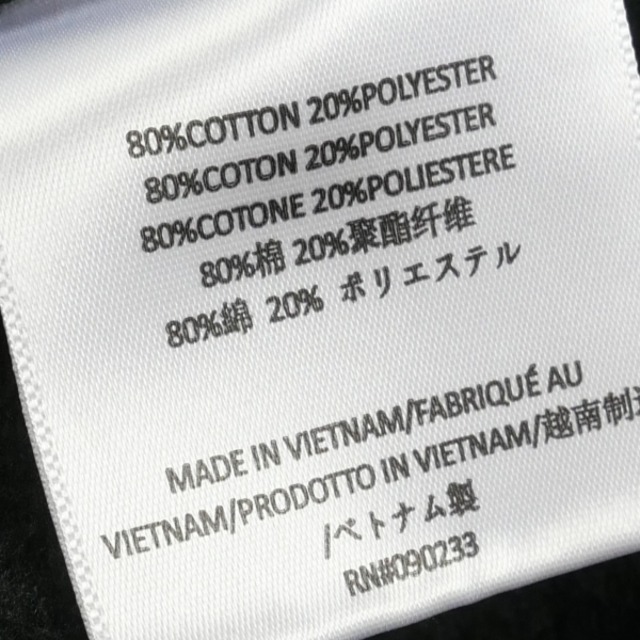 80%COTTON 20%POLYESTER
80%COTON 20%POLYESTER
80%COTONE 20%POLIESTERE
80%棉 20%聚酯纤维
80%綿 20% ポリエステル
MADE IN VIETNAM/FABRIQUÉ AU
VIETNAM/PRODOTTO IN VIETNAM/越南制造
/ベトナム製
RN#090233